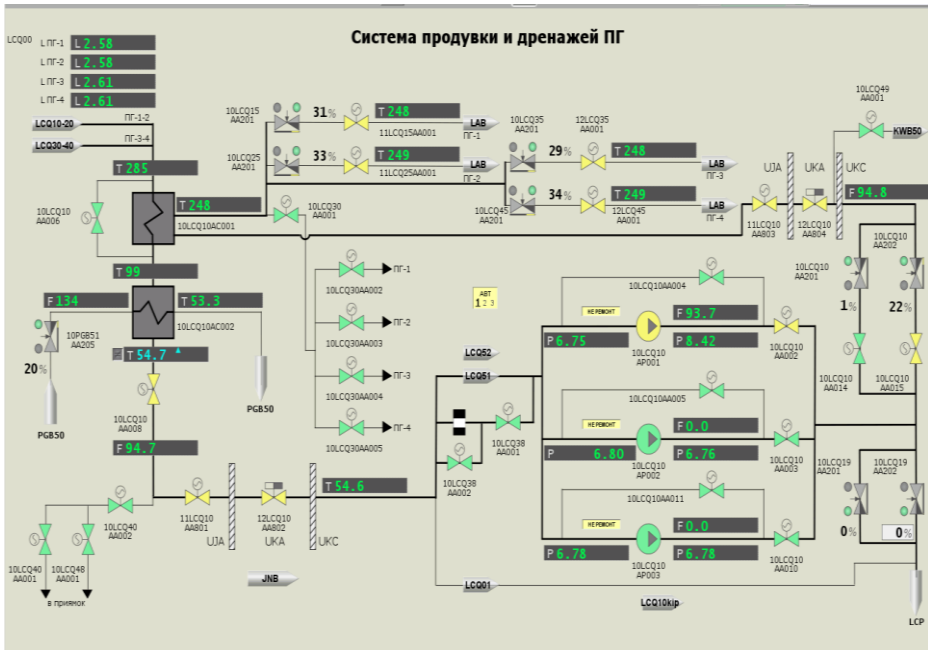 Система продувки и дренажей ПГ
LCQ00
L ПГ-1 L 2.58
L ПГ-2 L 2.58
L ПГ-3 L 2.61
L ПГ-4 L 2.61
LCQ10-20
ПГ-1-2
LCQ30-40
ПГ-3-4
T 285
10LCQ10
AA006
T 248
10LCQ10AC001
T 99
F 134
T 53.3
10LCQ10AC002
10PGB51
AA205
20%
T 54.7
PGB50
PGB50
10LCQ10
AA008
F 94.7
10LCQ40
AA002
10LCQ40
AA001
10LCQ48
AA001
в приямок
11LCQ10
AA801
UJA
12LCQ10
AA802
UKA
UKC
T 54.6
JNB
10LCQ15
AA201
31%
T 248
11LCQ15AA001
LAB
ПГ-1
10LCQ25
AA201
33%
T 249
11LCQ25AA001
LAB
ПГ-2
10LCQ35
AA201
29%
12LCQ35
AA001
T 248
LAB
ПГ-3
10LCQ45
AA201
34%
T 249
12LCQ45
AA001
LAB
ПГ-4
10LCQ30
AA001
10LCQ30AA002
ПГ-1
10LCQ30AA003
ПГ-2
10LCQ30AA004
ПГ-3
10LCQ30AA005
ПГ-4
АВТ
1 2 3
LCQ52
LCQ51
10LCQ38
AA001
10LCQ38
AA002
LCQ01
LCQ10kip
10LCQ10AA004
НЕ РЕМОНТ
F 93.7
P 6.75
P 8.42
10LCQ10
AP001
10LCQ10
AA002
10LCQ10AA005
НЕ РЕМОНТ
F 0.0
P 6.80
P 6.76
10LCQ10
AP002
10LCQ10
AA003
10LCQ10AA011
НЕ РЕМОНТ
F 0.0
P 6.78
P 6.78
10LCQ10
AP003
10LCQ10
AA010
UJA
UKA
UKC
11LCQ10
AA803
12LCQ10
AA804
10LCQ49
AA001
KWB50
F 94.8
10LCQ10
AA202
10LCQ10
AA201
1%
22%
10LCQ10
AA014
10LCQ10
AA015
10LCQ19
AA201
10LCQ19
AA202
0%
0%
LCP